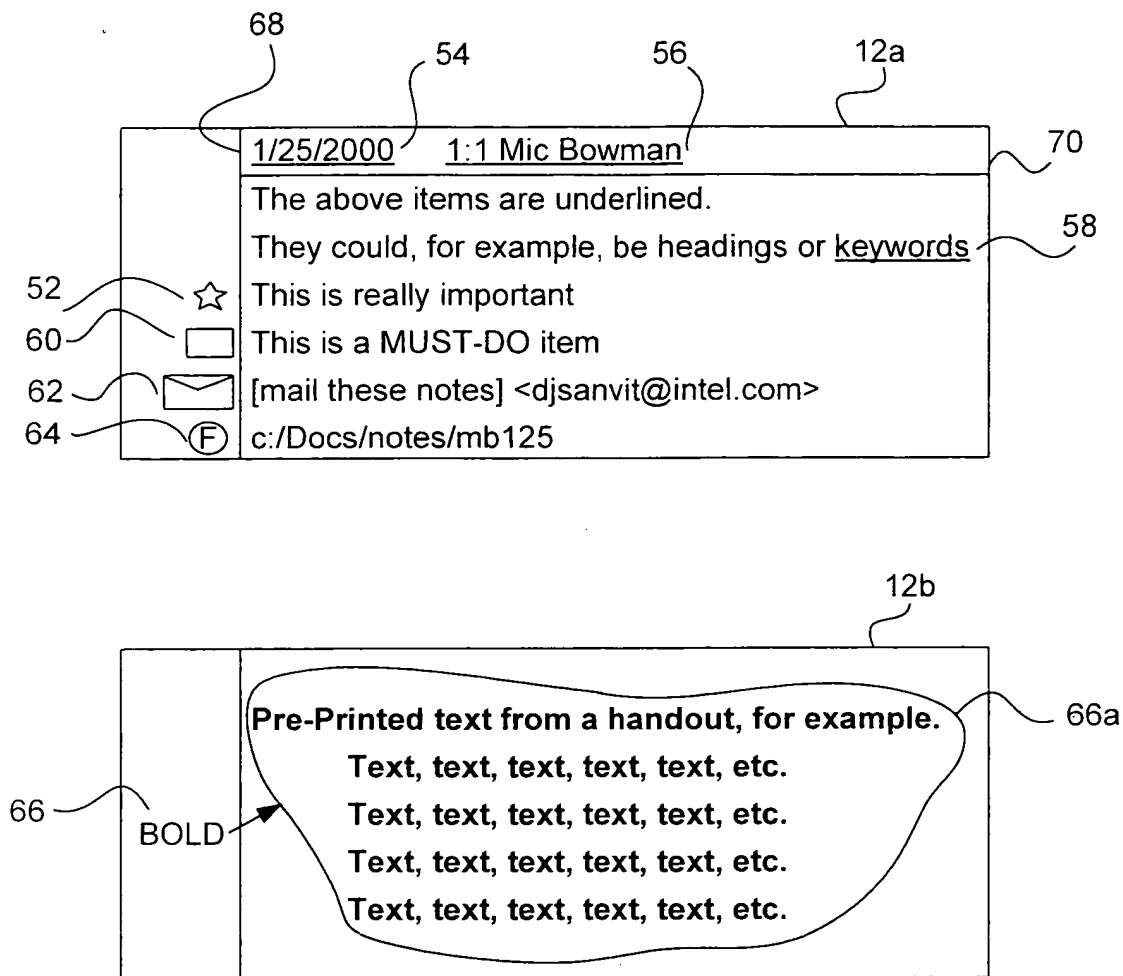 68
54
56
12a
1/25/2000 1:1 Mic Bowman
70
The above items are underlined.
They could, for example, be headings or keywords
58
52
This is really important
60
This is a MUST-DO item
62
[mail these notes] <djsanvit@intel.com>
64
F
c:/Docs/notes/mb125
12b
Pre-Printed text from a handout, for example.
66a
Text, text, text, text, text, etc.
Text, text, text, text, text, etc.
66
BOLD
Text, text, text, text, text, etc.
Text, text, text, text, text, etc.